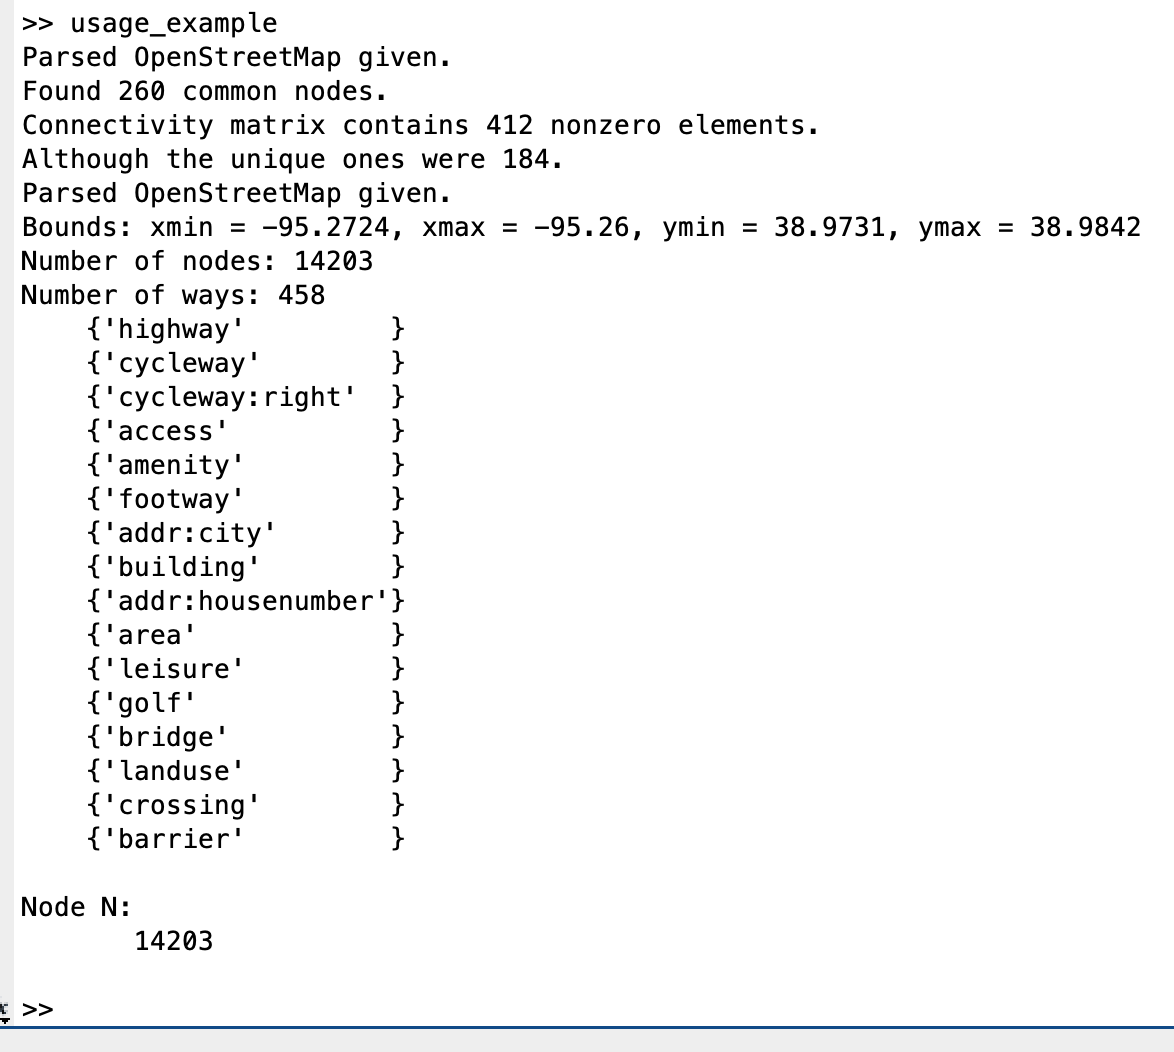 >> usage_example
Parsed OpenStreetMap given.
Found 260 common nodes.
Connectivity matrix contains 412 nonzero elements.
Although the unique ones were 184.
Parsed OpenStreetMap given.
Bounds: xmin = -95.2724, xmax = -95.26, ymin = 38.9731, ymax = 38.9842
Number of nodes: 14203
Number of ways: 458
    {'highway'         }
    {'cycleway'        }
    {'cycleway:right'  }
    {'access'          }
    {'amenity'         }
    {'footway'         }
    {'addr:city'       }
    {'building'        }
    {'addr:housenumber'}
    {'area'            }
    {'leisure'         }
    {'golf'            }
    {'bridge'          }
    {'landuse'         }
    {'crossing'        }
    {'barrier'         }
Node N:
       14203
>>